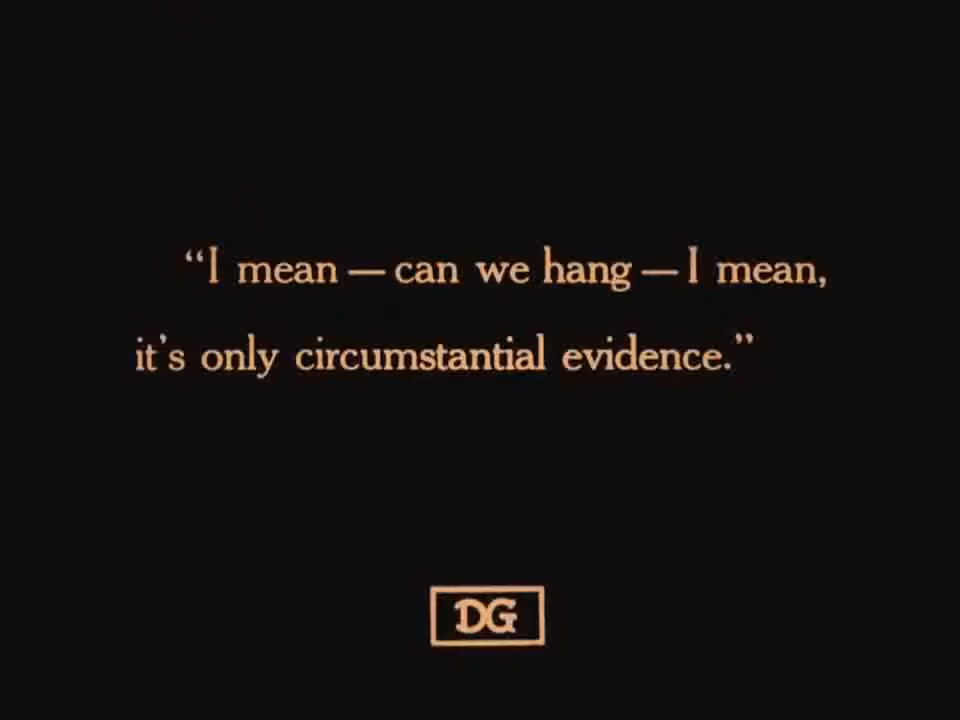 “I mean — can we hang — I mean,
it's only circumstantial evidence.”
DG